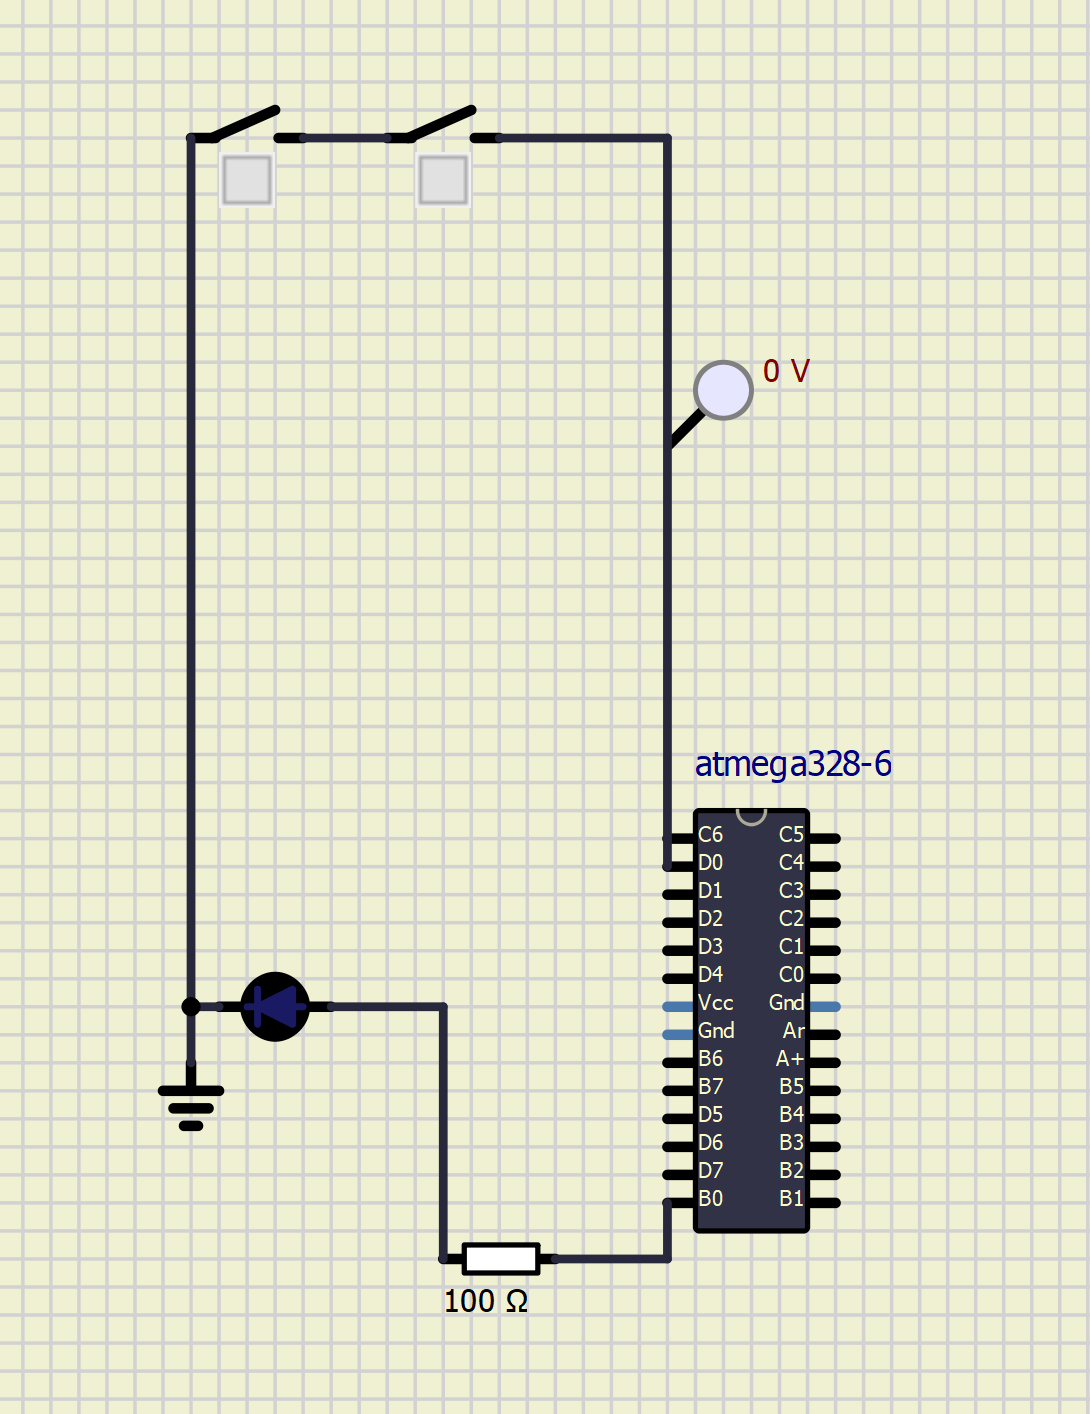 0 V
atmega328-6
C6 C5
D0 C4
D1 C3
D2 C2
D3 C1
D4 C0
Vcc Gnd
Gnd Ar
B6 A+
B7 B5
D5 B4
D6 B3
D7 B2
B0 B1
100 Ω